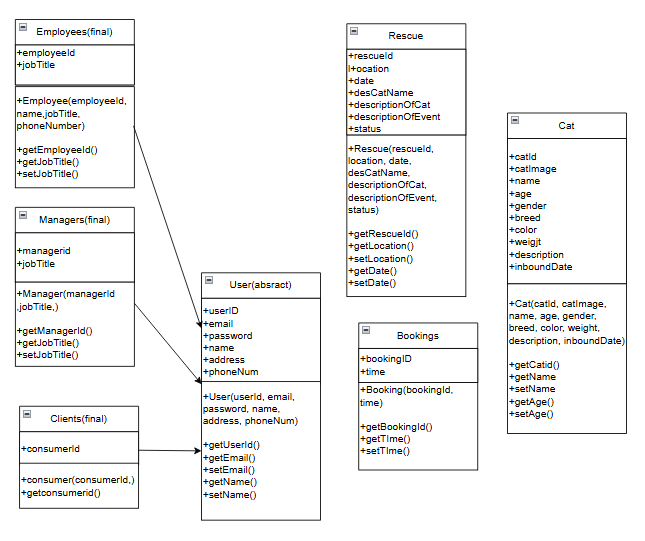 Employees(final)
+employeeId
+jobTitle
+Employee(employeeId,
name,jobTitle,
phoneNumber)
+getEmployeeId()
+getJobTitle()
+setJobTitle()
Managers(final)
+managerid
+jobTitle
+Manager(managerId
,jobTitle,)
+getManagerId()
+getJobTitle()
+setJobTitle()
Clients(final)
+consumerId
+consumer(consumerId,)
+getconsumerid()
User(absract)
+userID
+email
+password
+name
+address
+phoneNum
+User(userId, email,
password, name,
address, phoneNum)
+getUserId()
+getEmail()
+setEmail()
+getName()
+setName()
Rescue
+rescueId
l+ocation
+date
+desCatName
+descriptionOfCat
+descriptionOfEvent
+status
+Rescue(rescueId,
location, date,
desCatName,
descriptionOfCat,
descriptionOfEvent,
status)
+getRescueId()
+getLocation()
+setLocation()
+getDate()
+setDate()
Bookings
+bookingID
+time
+Booking(bookingId,
time)
+getBookingId()
+getTIme()
+setTIme()
Cat
+catId
+catImage
+name
+age
+gender
+breed
+color
+weigjt
+description
+inboundDate
+Cat(catId, catImage,
name, age, gender,
breed, color, weight,
description, inboundDate)
+getCatid()
+getName
+setName
+getAge()
+setAge()